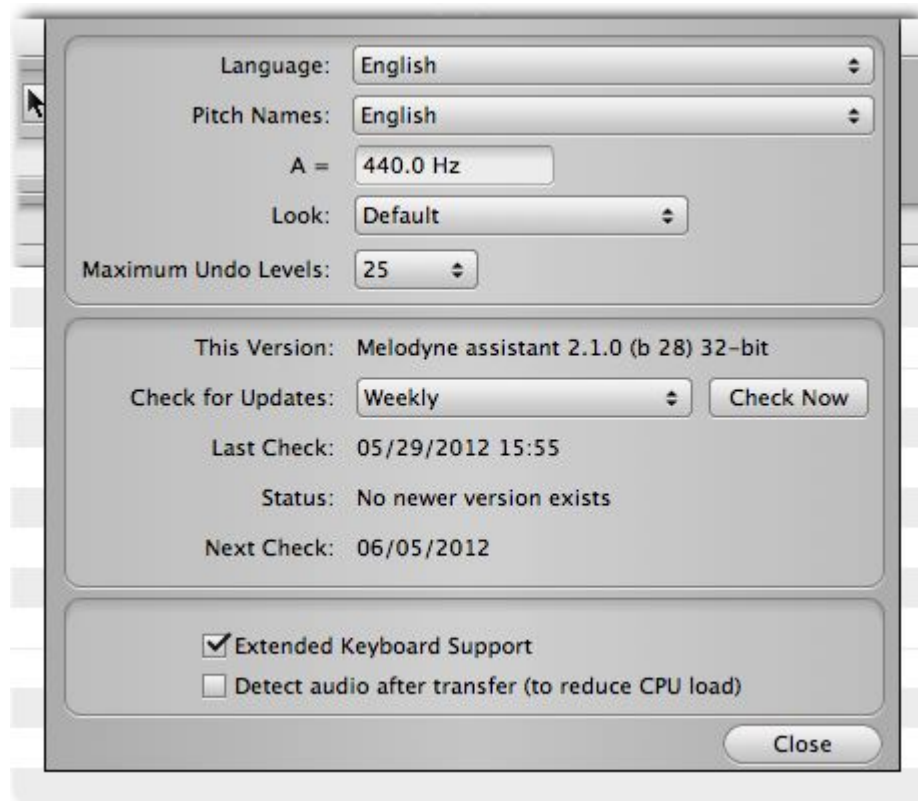 Language: English
Pitch Names: English
A = 440.0 Hz
Look: Default
Maximum Undo Levels: 25
This Version: Melodyne assistant 2.1.0 (b 28) 32-bit
Check for Updates: Weekly Check Now
Last Check: 05/29/2012 15:55
Status: No newer version exists
Next Check: 06/05/2012
Extended Keyboard Support
Detect audio after transfer (to reduce CPU load)
Close